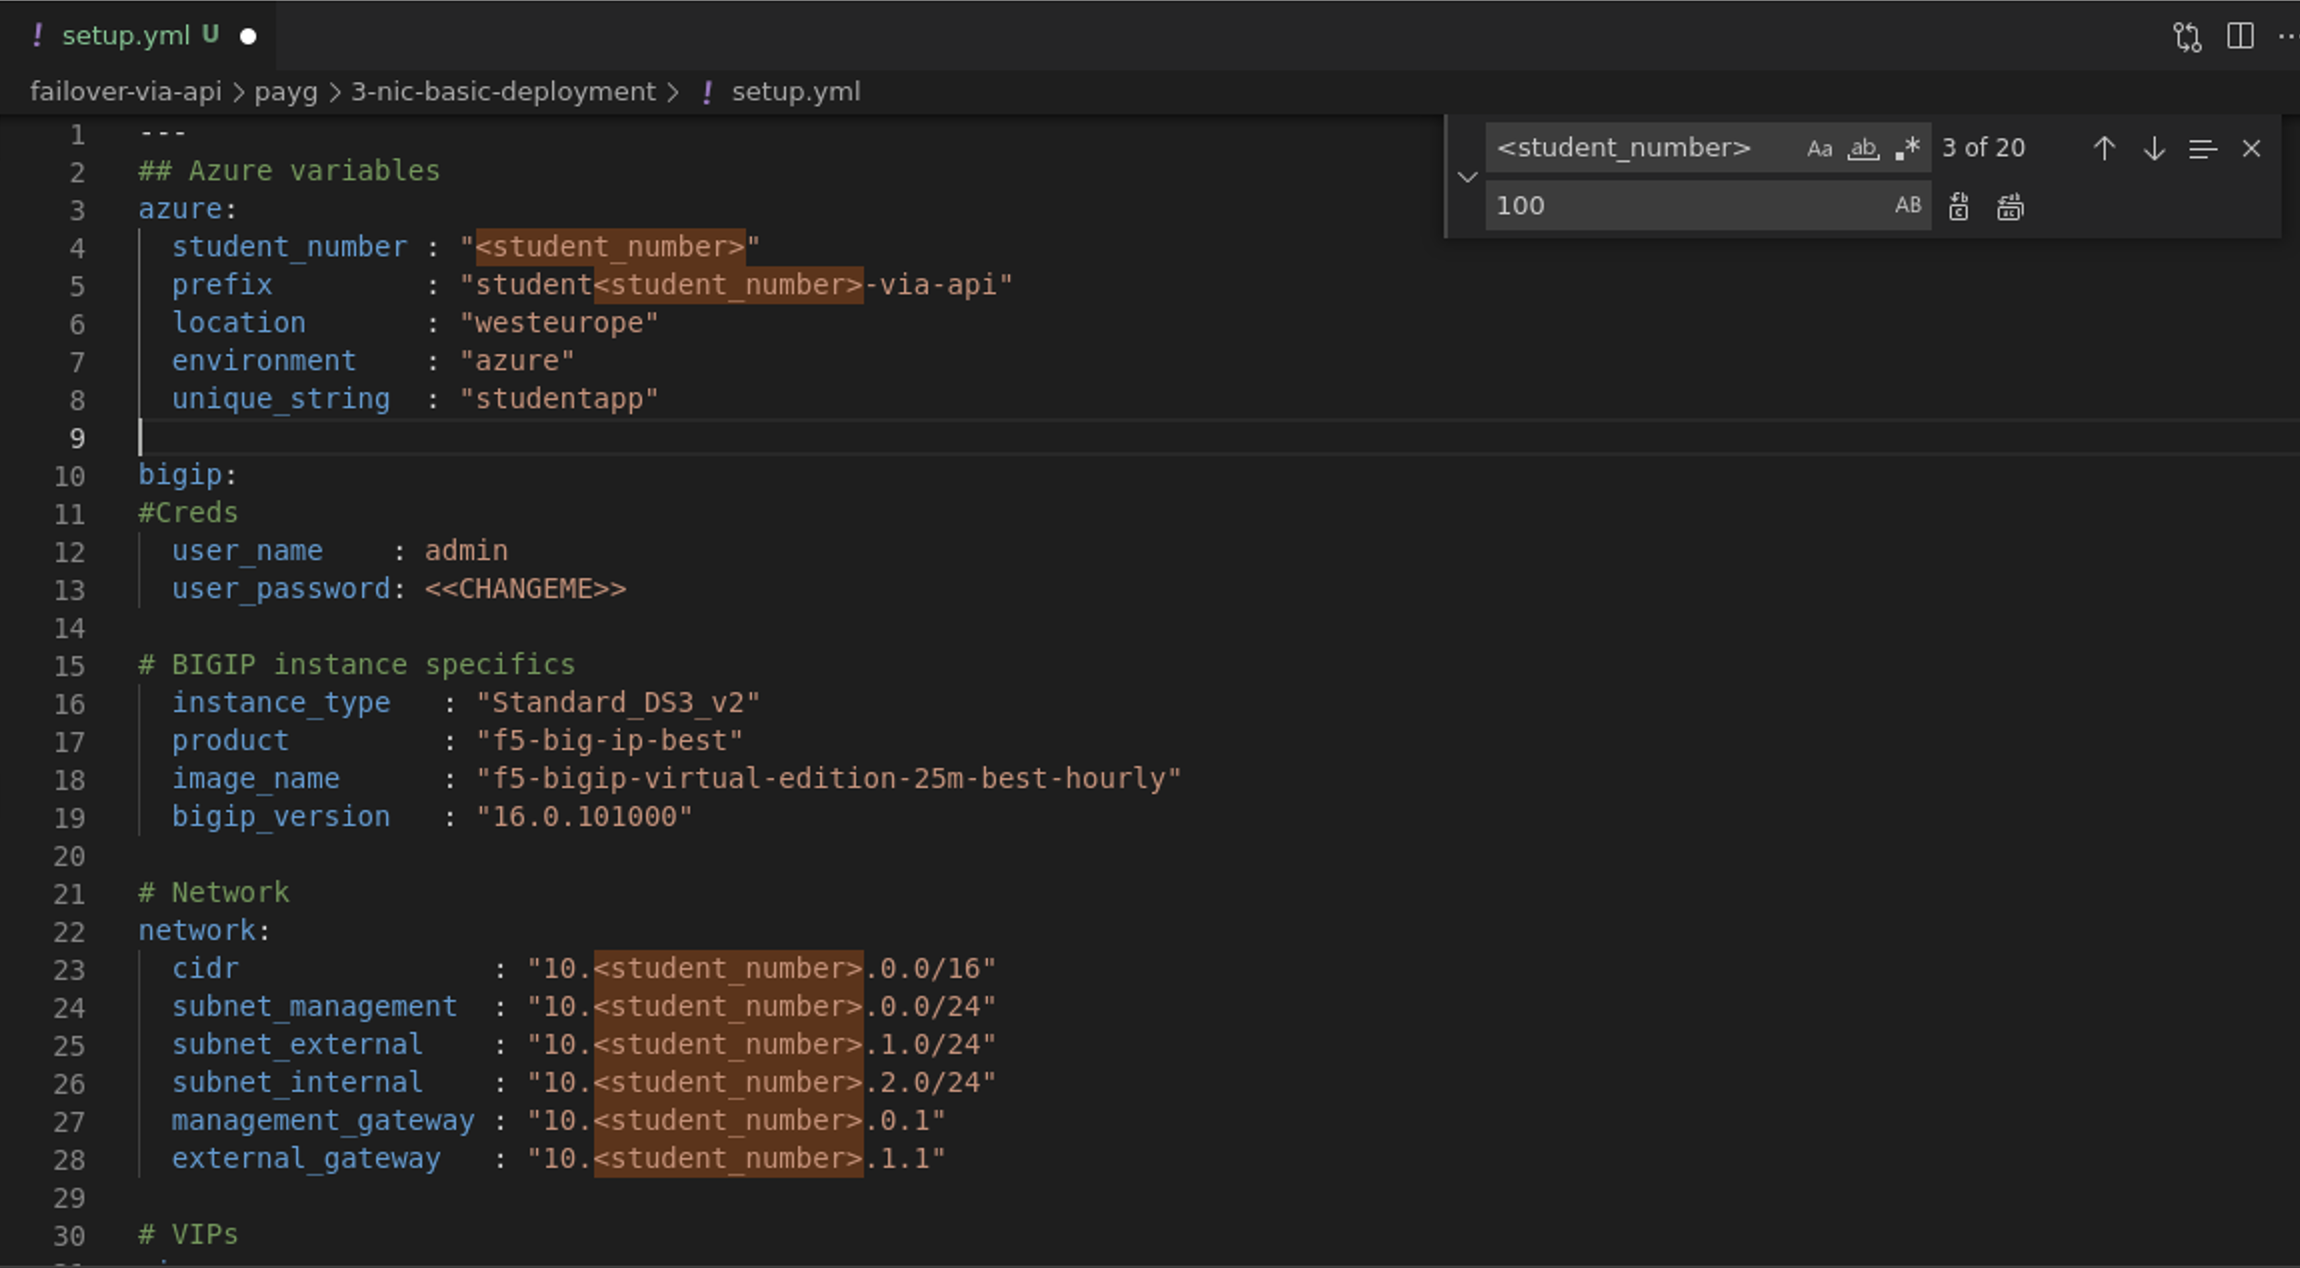 ! setup.yml U
failover-via-api > payg > 3-nic-basic-deployment > ! setup.yml
<student_number> Aa ab .* 3 of 20
100 AB
1 ---
2 ## Azure variables
3 azure:
4 student_number : "<student_number>"
5 prefix : "student<student_number>-via-api"
6 location : "westeurope"
7 environment : "azure"
8 unique_string : "studentapp"
9
10 bigip:
11 #Creds
12 user_name : admin
13 user_password: <<CHANGEME>>
14
15 # BIGIP instance specifics
16 instance_type : "Standard_DS3_v2"
17 product : "f5-big-ip-best"
18 image_name : "f5-bigip-virtual-edition-25m-best-hourly"
19 bigip_version : "16.0.101000"
20
21 # Network
22 network:
23 cidr : "10.<student_number>.0.0/16"
24 subnet_management : "10.<student_number>.0.0/24"
25 subnet_external : "10.<student_number>.1.0/24"
26 subnet_internal : "10.<student_number>.2.0/24"
27 management_gateway : "10.<student_number>.0.1"
28 external_gateway : "10.<student_number>.1.1"
29
30 # VIPs